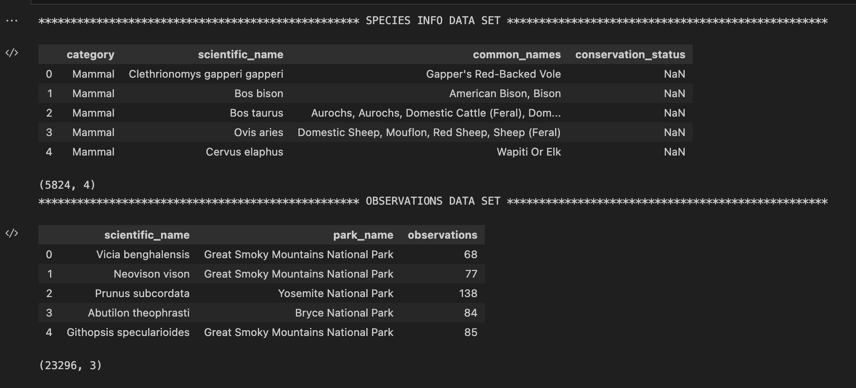 ... ************************************************* SPECIES INFO DATA SET *************************************************
</> category scientific_name common_names conservation_status
0 Mammal Clethrionomys gapperi gapperi Gapper's Red-Backed Vole NaN
1 Mammal Bos bison American Bison, Bison NaN
2 Mammal Bos taurus Aurochs, Aurochs, Domestic Cattle (Feral), Dom... NaN
3 Mammal Ovis aries Domestic Sheep, Mouflon, Red Sheep, Sheep (Feral) NaN
4 Mammal Cervus elaphus Wapiti Or Elk NaN
(5824, 4)
************************************************* OBSERVATIONS DATA SET *************************************************
</> scientific_name park_name observations
0 Vicia benghalensis Great Smoky Mountains National Park 68
1 Neovison vison Great Smoky Mountains National Park 77
2 Prunus subcordata Yosemite National Park 138
3 Abutilon theophrasti Bryce National Park 84
4 Githopsis specularioides Great Smoky Mountains National Park 85
(23296, 3)